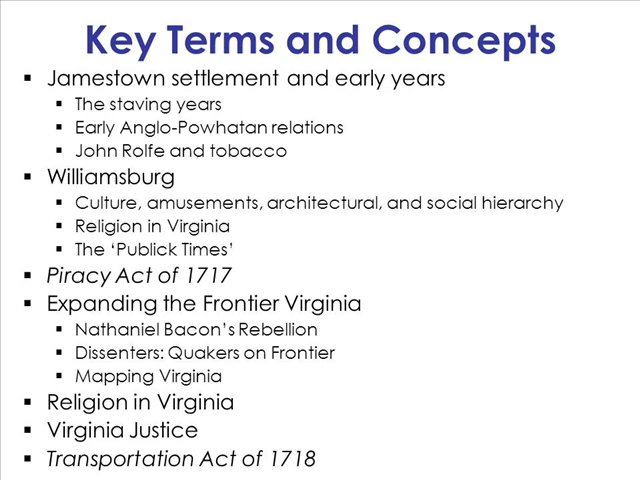 Key Terms and Concepts
▪ Jamestown settlement and early years
▪ The staving years
▪ Early Anglo-Powhatan relations
▪ John Rolfe and tobacco
▪ Williamsburg
▪ Culture, amusements, architectural, and social hierarchy
▪ Religion in Virginia
▪ The ‘Publick Times’
▪ Piracy Act of 1717
▪ Expanding the Frontier Virginia
▪ Nathaniel Bacon’s Rebellion
▪ Dissenters: Quakers on Frontier
▪ Mapping Virginia
▪ Religion in Virginia
▪ Virginia Justice
▪ Transportation Act of 1718